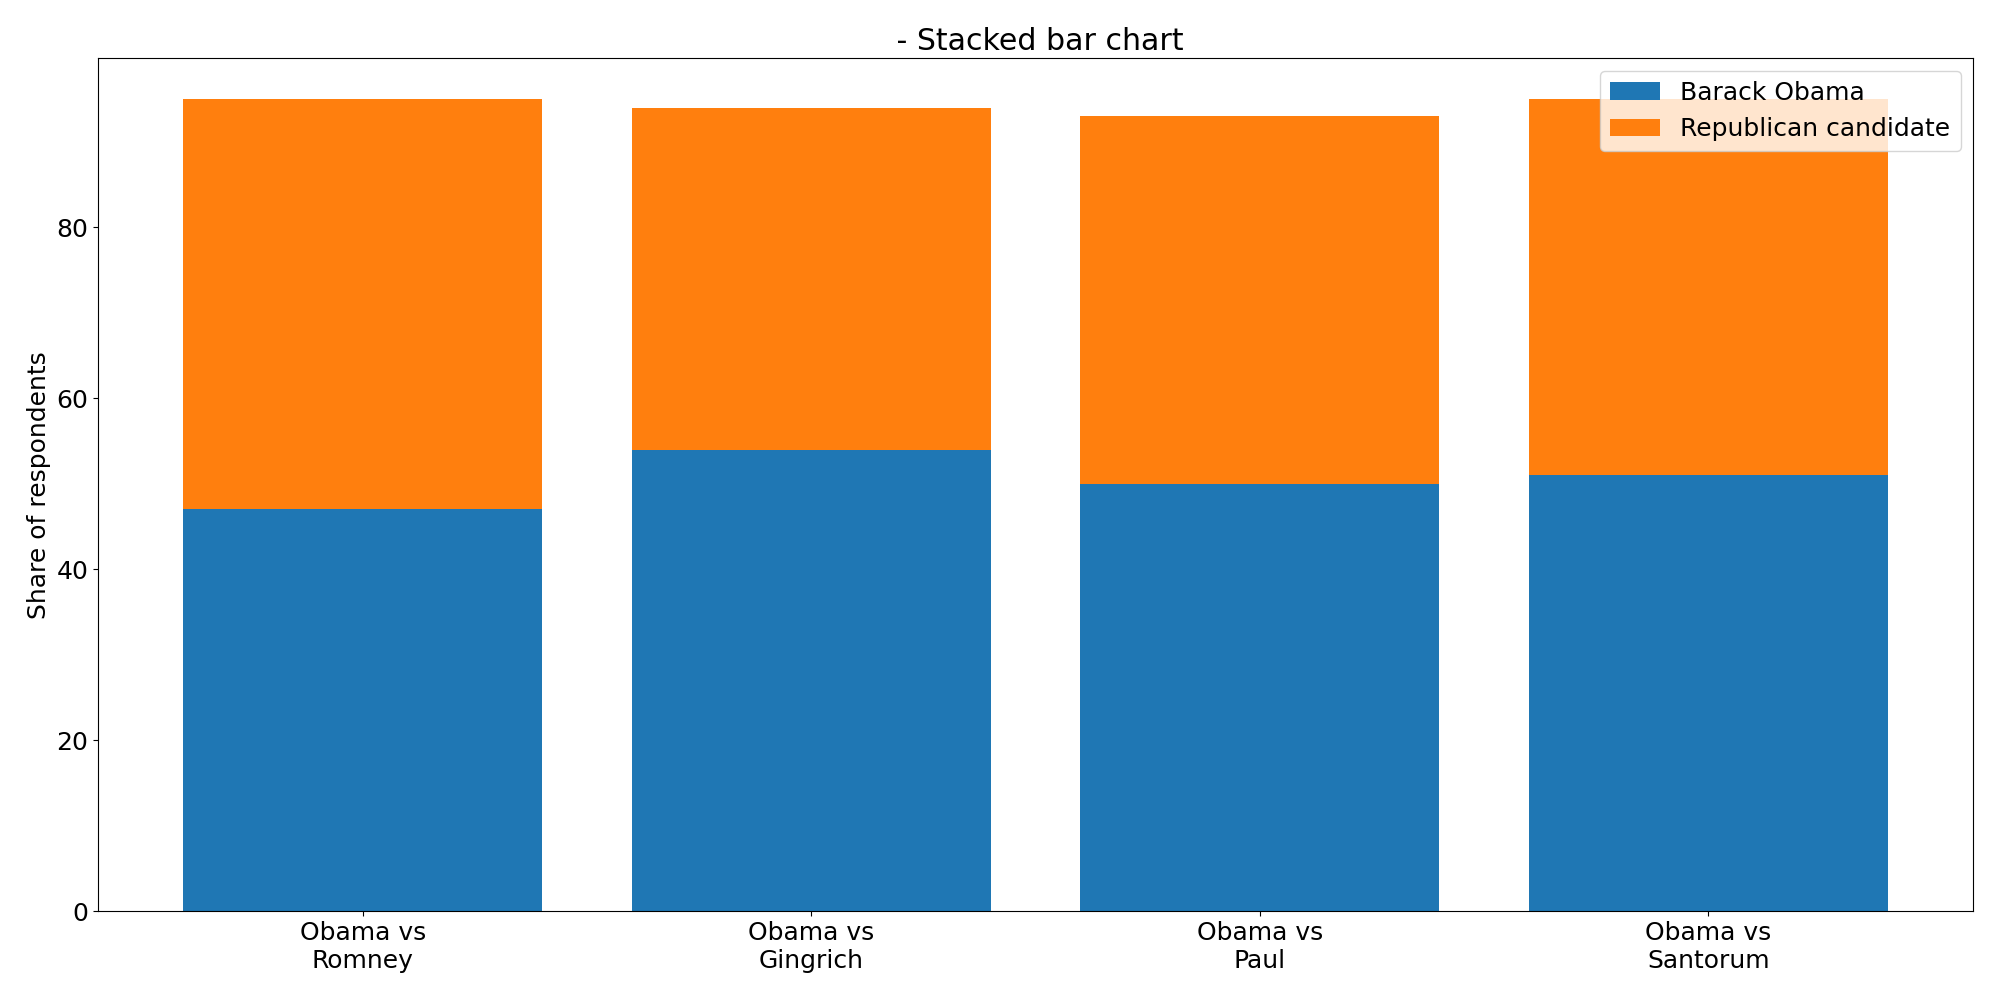 - Stacked bar chart
Barack Obama
Republican candidate
Share of respondents
80
60
40
20
0
Obama vs
Romney
Obama vs
Gingrich
Obama vs
Paul
Obama vs
Santorum